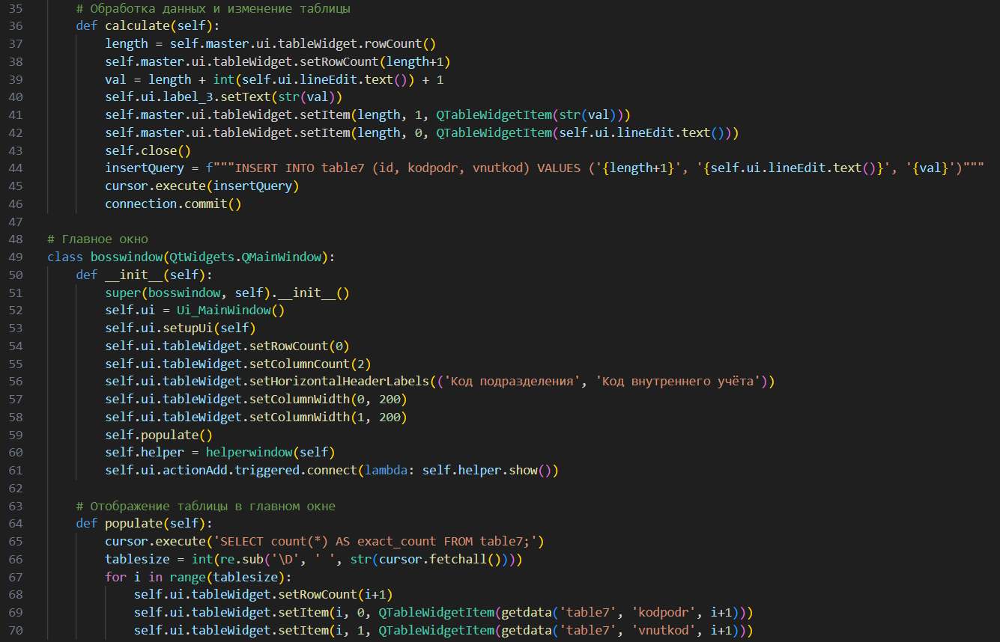 35 # Обработка данных и изменение таблицы
36 def calculate(self):
37 length = self.master.ui.tableWidget.rowCount()
38 self.master.ui.tableWidget.setRowCount(length+1)
39 val = length + int(self.ui.lineEdit.text()) + 1
40 self.ui.label_3.setText(str(val))
41 self.master.ui.tableWidget.setItem(length, 1, QTableWidgetItem(str(val)))
42 self.master.ui.tableWidget.setItem(length, 0, QTableWidgetItem(self.ui.lineEdit.text()))
43 self.close()
44 insertQuery = f"""INSERT INTO table7 (id, kodpodr, vnutkod) VALUES ('{length+1}', '{self.ui.lineEdit.text()}', '{val}')"""
45 cursor.execute(insertQuery)
46 connection.commit()
47
48 # Главное окно
49 class bosswindow(QtWidgets.QMainWindow):
50 def __init__(self):
51 super(bosswindow, self).__init__()
52 self.ui = Ui_MainWindow()
53 self.ui.setupUi(self)
54 self.ui.tableWidget.setRowCount(0)
55 self.ui.tableWidget.setColumnCount(2)
56 self.ui.tableWidget.setHorizontalHeaderLabels(('Код подразделения', 'Код внутреннего учёта'))
57 self.ui.tableWidget.setColumnWidth(0, 200)
58 self.ui.tableWidget.setColumnWidth(1, 200)
59 self.populate()
60 self.helper = helperwindow(self)
61 self.ui.actionAdd.triggered.connect(lambda: self.helper.show())
62
63 # Отображение таблицы в главном окне
64 def populate(self):
65 cursor.execute('SELECT count(*) AS exact_count FROM table7;')
66 tablesize = int(re.sub('\D', ' ', str(cursor.fetchall())))
67 for i in range(tablesize):
68 self.ui.tableWidget.setRowCount(i+1)
69 self.ui.tableWidget.setItem(i, 0, QTableWidgetItem(getdata('table7', 'kodpodr', i+1)))
70 self.ui.tableWidget.setItem(i, 1, QTableWidgetItem(getdata('table7', 'vnutkod', i+1)))